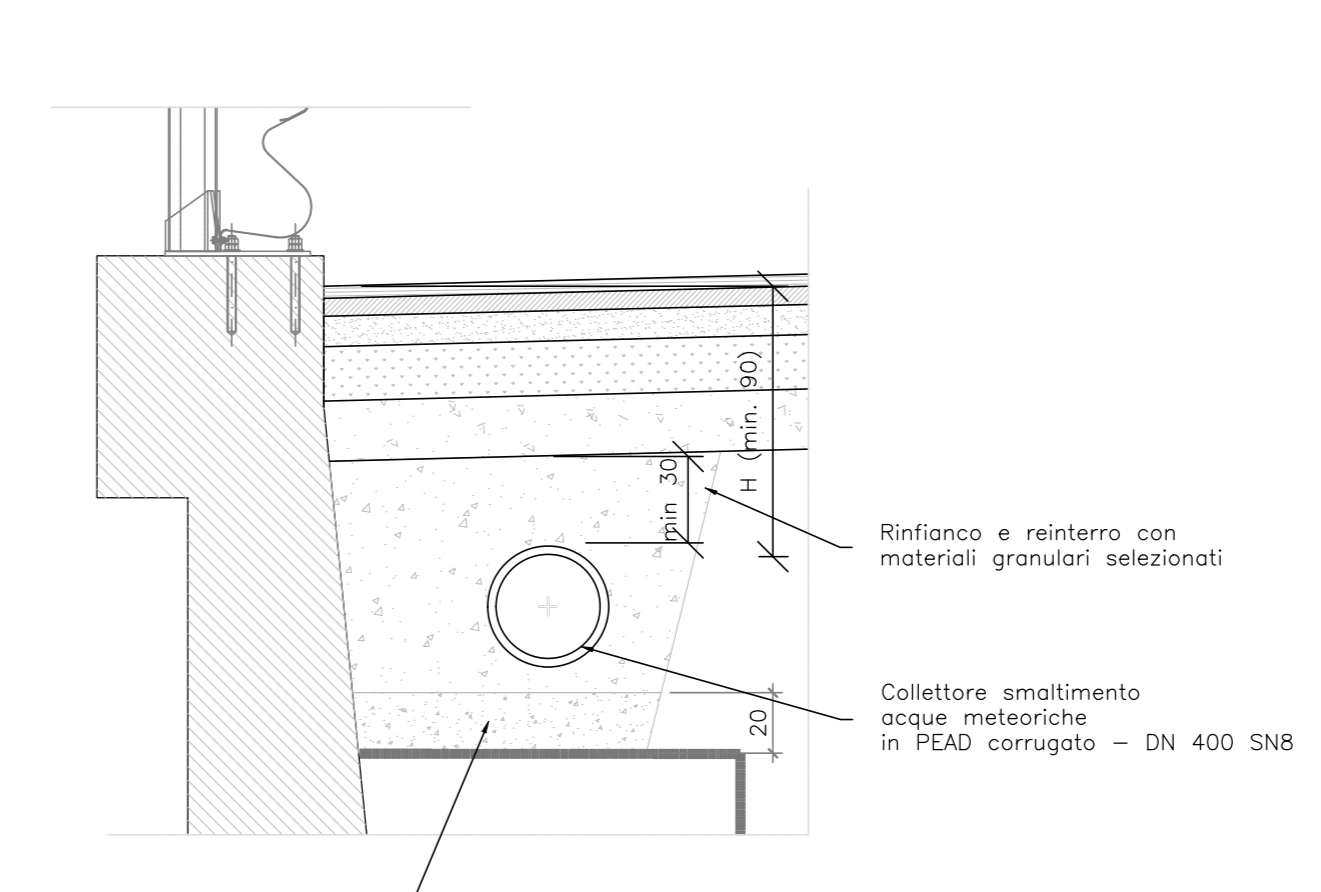 H (min. 90)
min 30
Rinfianco e reinterro con
materiali granulari selezionati
Collettore smaltimento
acque meteoriche
in PEAD corrugato – DN 400 SN8
20